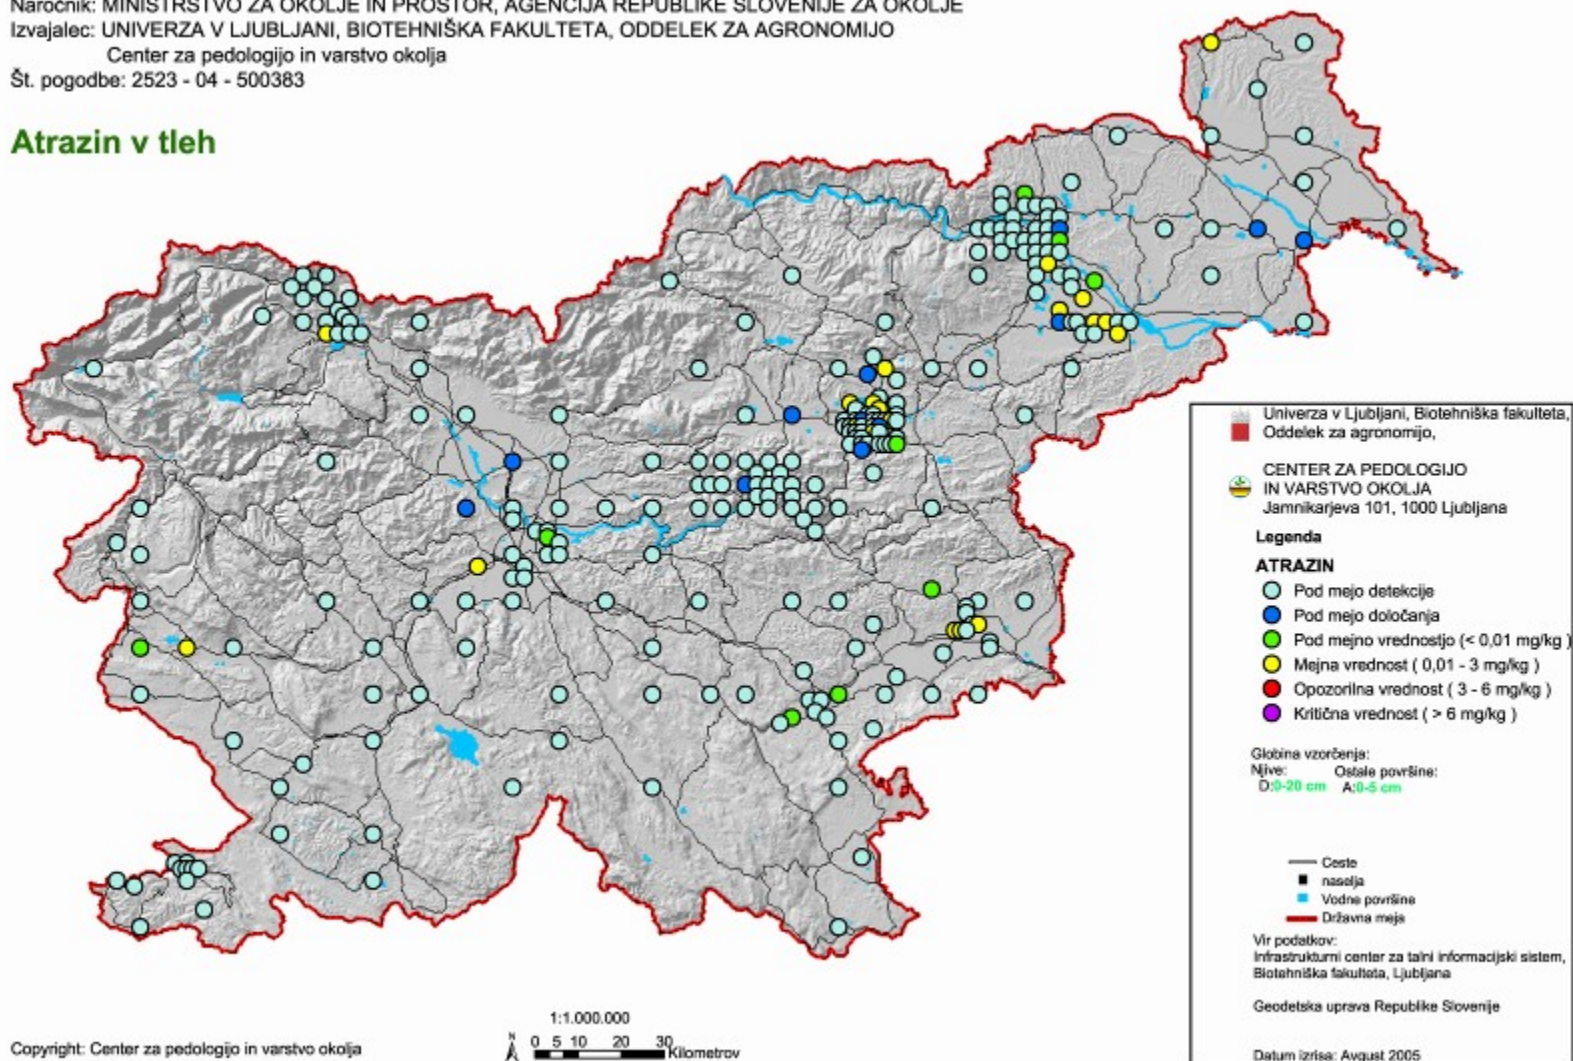 Naročnik: MINISTRSTVO ZA OKOLJE IN PROSTOR, AGENCIJA REPUBLIKE SLOVENIJE ZA OKOLJE
Izvajalec: UNIVERZA V LJUBLJANI, BIOTEHNIŠKA FAKULTETA, ODDELEK ZA AGRONOMIJO
Center za pedologijo in varstvo okolja
Št. pogodbe: 2523 - 04 - 500383
Atrazin v tleh
Univerza v Ljubljani, Biotehniška fakulteta,
Oddelek za agronomijo,
CENTER ZA PEDOLOGIJO
IN VARSTVO OKOLJA
Jamnikarjeva 101, 1000 Ljubljana
Legenda
ATRAZIN
Pod mejo detekcije
Pod mejo določanja
Pod mejno vrednostjo (< 0,01 mg/kg )
Mejna vrednost ( 0,01 - 3 mg/kg )
Opozorilna vrednost ( 3 - 6 mg/kg )
Kritična vrednost ( > 6 mg/kg )
Globina vzorčenja:
Njive: Ostale površine:
D:0-20 cm A:0-5 cm
Ceste
naselja
Vodne površine
Državna meja
Vir podatkov:
Infrastrukturni center za talni informacijski sistem,
Biotehniška fakulteta, Ljubljana
Geodetska uprava Republike Slovenije
Datum izrisa: Avgust 2005
1:1.000.000
N
0 5 10 20 30
Kilometrov
Copyright: Center za pedologijo in varstvo okolja